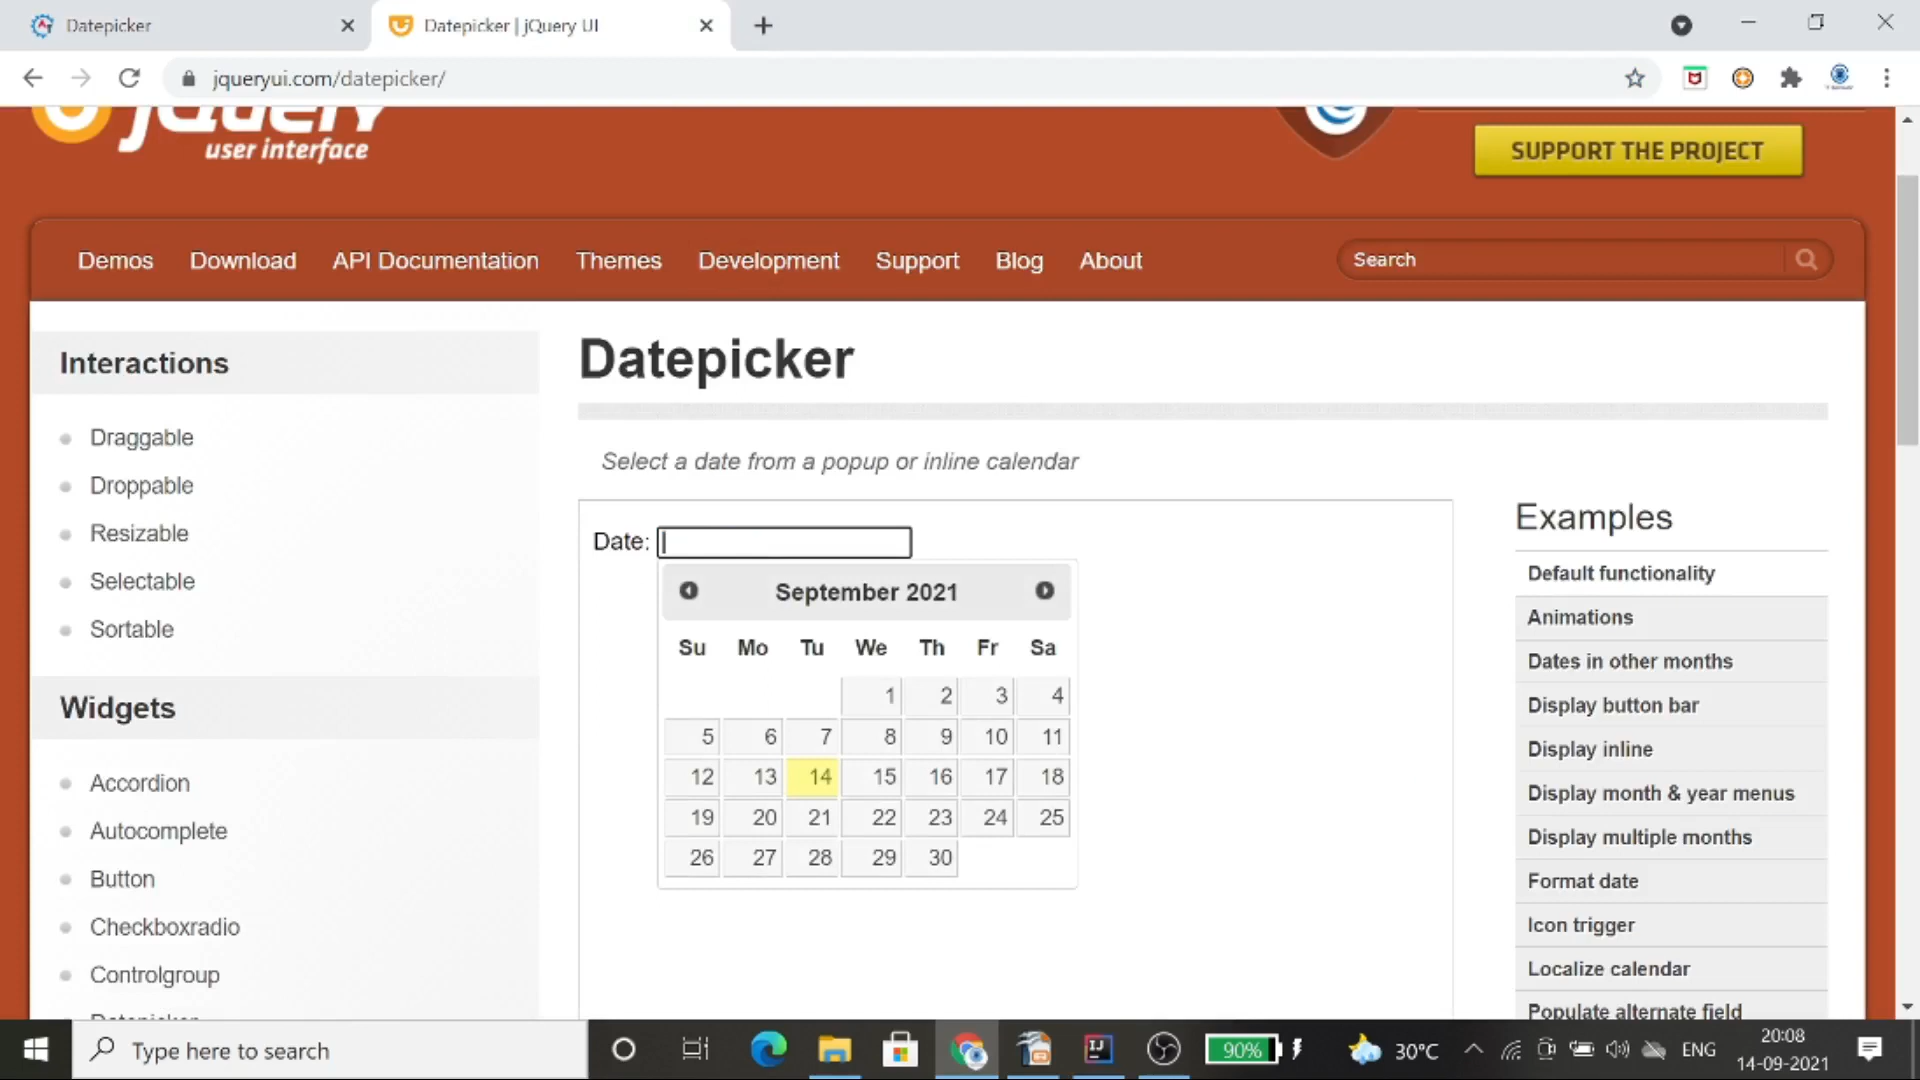 Datepicker
Datepicker | jQuery UI
jqueryui.com/datepicker/
jQuery
user interface
SUPPORT THE PROJECT
Demos Download API Documentation Themes Development Support Blog About
Search
Interactions
Draggable
Droppable
Resizable
Selectable
Sortable
Widgets
Accordion
Autocomplete
Button
Checkboxradio
Controlgroup
Datepicker
Datepicker
Select a date from a popup or inline calendar
Date:
September 2021
Su Mo Tu We Th Fr Sa
1 2 3 4
5 6 7 8 9 10 11
12 13 14 15 16 17 18
19 20 21 22 23 24 25
26 27 28 29 30
Examples
Default functionality
Animations
Dates in other months
Display button bar
Display inline
Display month & year menus
Display multiple months
Format date
Icon trigger
Localize calendar
Populate alternate field
Type here to search
90%
30°C
ENG
20:08
14-09-2021